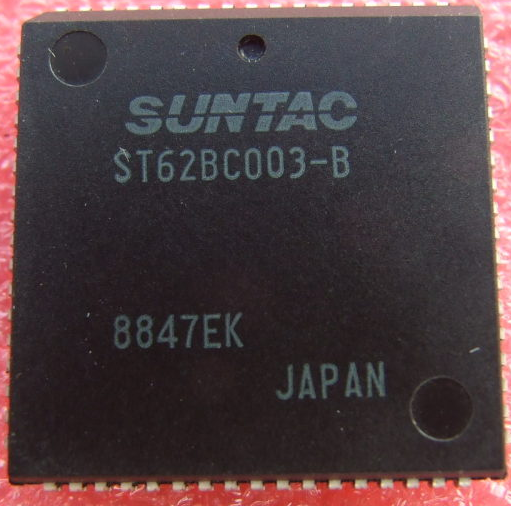 SUNTAC
ST62BC003-B
8847EK
JAPAN